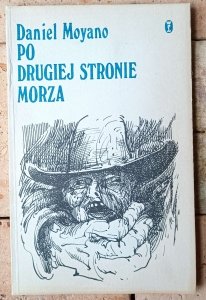 Daniel Moyano
PO
DRUGIEJ STRONIE
MORZA